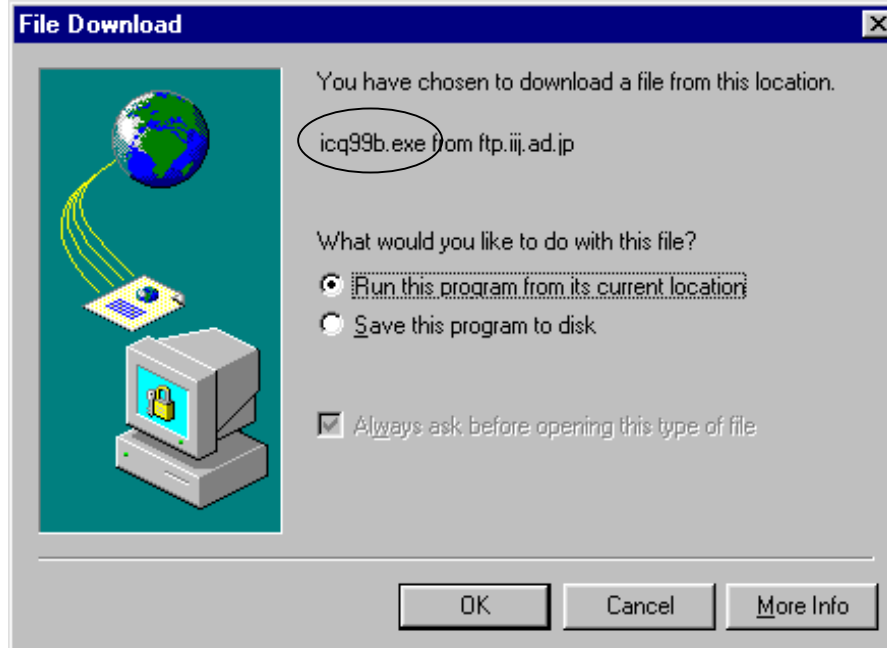 File Download
You have chosen to download a file from this location.
icq99b.exe from ftp.iij.ad.jp
What would you like to do with this file?
Run this program from its current location
Save this program to disk
Always ask before opening this type of file
OK Cancel More Info